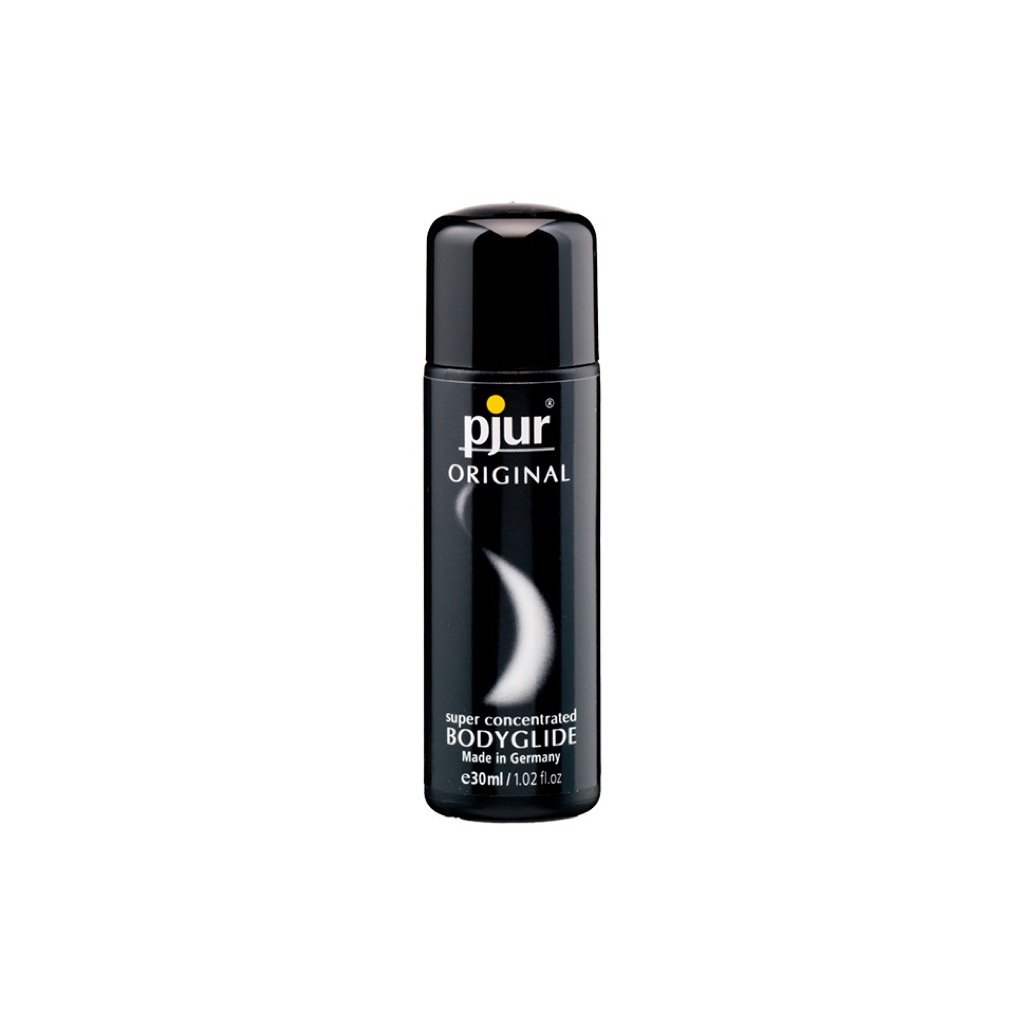 pjur®
ORIGINAL
super concentrated
BODYGLIDE
Made in Germany
℮30ml/1.02 fl.oz